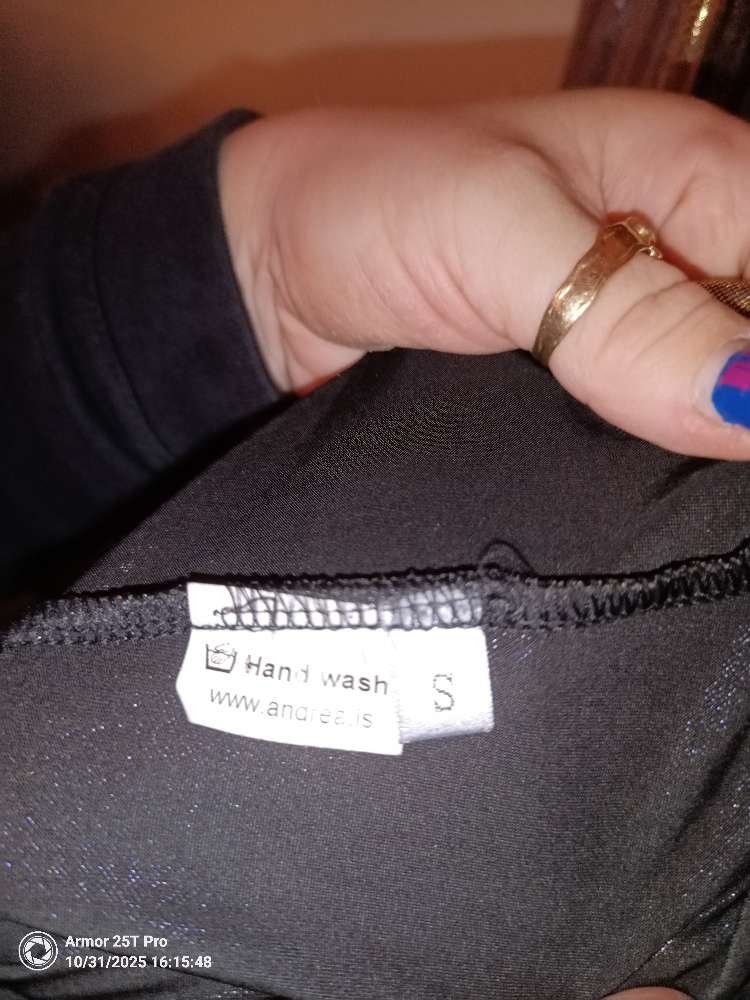 Hand wash
www.andrea.is
S
Armor 25T Pro
10/31/2025 16:15:48